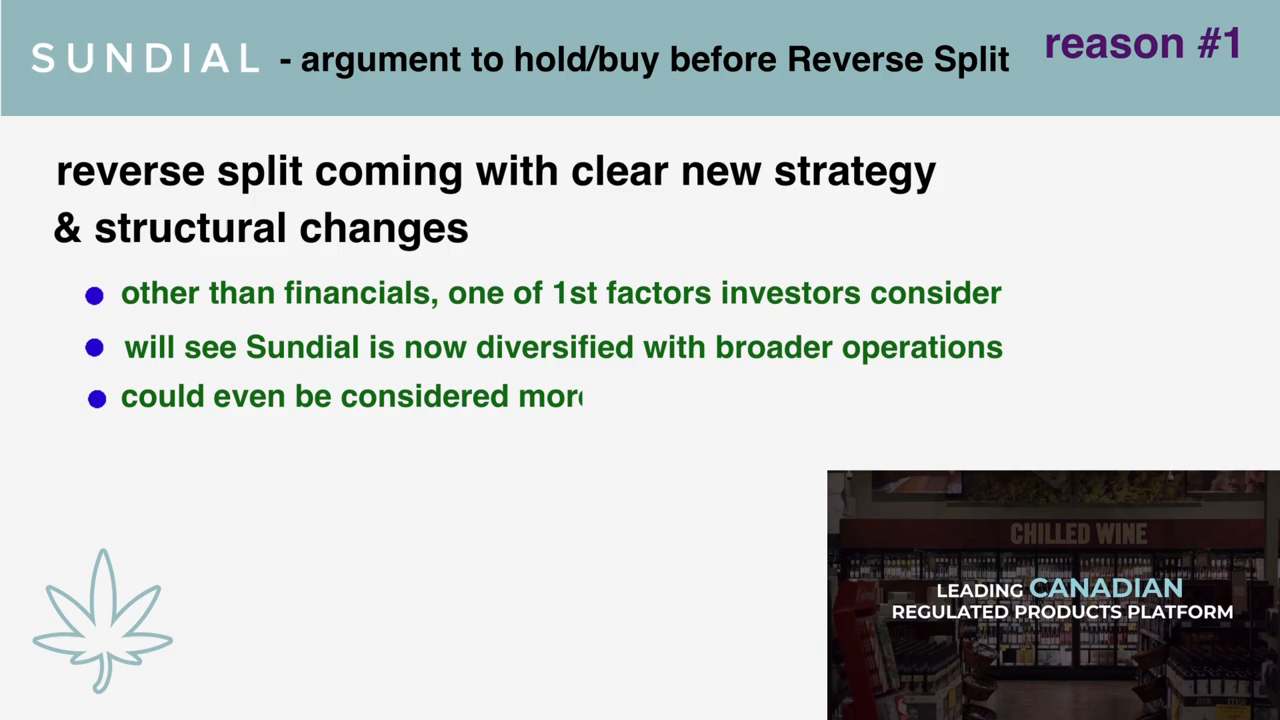 SUNDIAL - argument to hold/buy before Reverse Split reason #1
reverse split coming with clear new strategy
& structural changes
other than financials, one of 1st factors investors consider
will see Sundial is now diversified with broader operations
could even be considered mor
CHILLED WINE
LEADING CANADIAN
REGULATED PRODUCTS PLATFORM